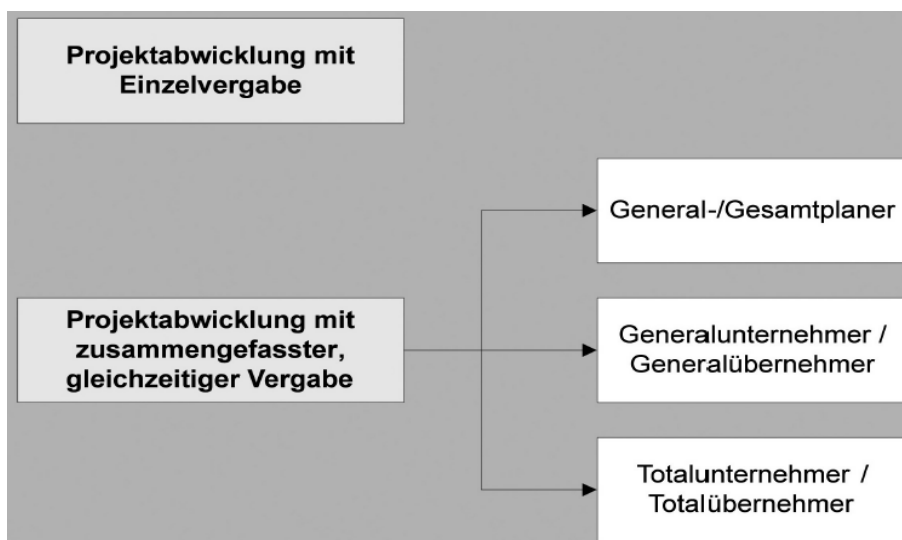 Projektabwicklung mit
Einzelvergabe
General-/Gesamtplaner
Projektabwicklung mit
zusammengefasster,
gleichzeitiger Vergabe
Generalunternehmer /
Generalübernehmer
Totalunternehmer /
Totalübernehmer